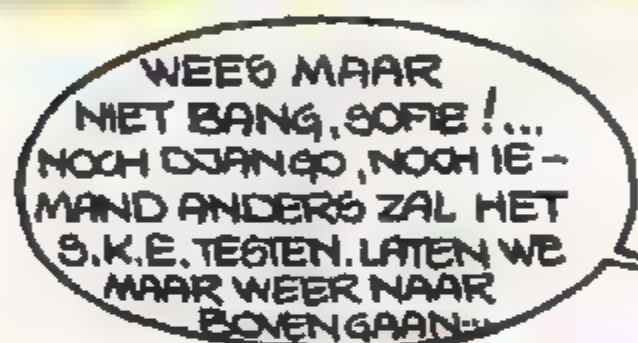 WEES MAAR
NIET BANG, SOFIE!...
NOCH DJANGO, NOCH IE-
MAND ANDERS ZAL HET
S.K.E. TESTEN. LATEN WE
MAAR WEER NAAR
BOVEN GAAN...